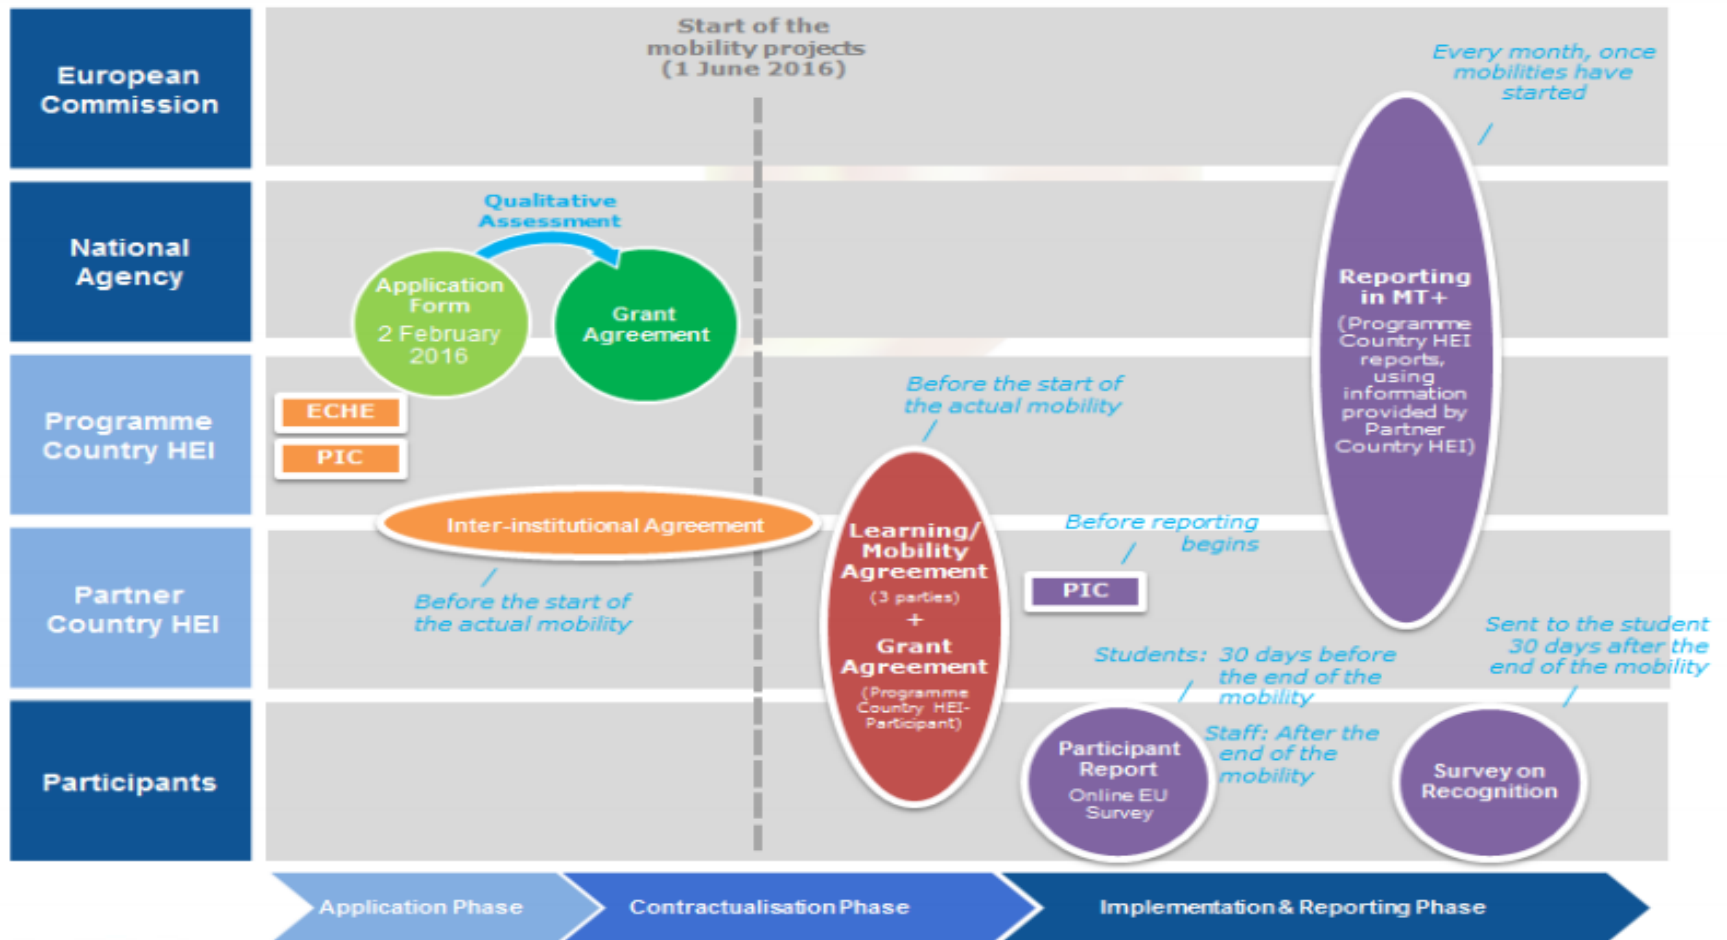 European
Commission
Start of the
mobility projects
(1 June 2016)
Every month, once
mobilities have
started
National
Agency
Qualitative
Assessment
Application
Form
2 February
2016
Grant
Agreement
Reporting
in MT+
(Programme
Country HEI
reports,
using
information
provided by
Partner
Country HEI)
Programme
Country HEI
ECHE
PIC
Before the start of
the actual mobility
Inter-institutional Agreement
Before the start of
the actual mobility
Learning/
Mobility
Agreement
(3 parties)
+
Grant
Agreement
(Programme
Country HEI-
Participant)
Before reporting
begins
PIC
Partner
Country HEI
Students: 30 days before
the end of the
mobility
Staff: After the
end of the
mobility
Sent to the student
30 days after the
end of the mobility
Participants
Participant
Report
Online EU
Survey
Survey on
Recognition
Application Phase
Contractualisation Phase
Implementation & Reporting Phase